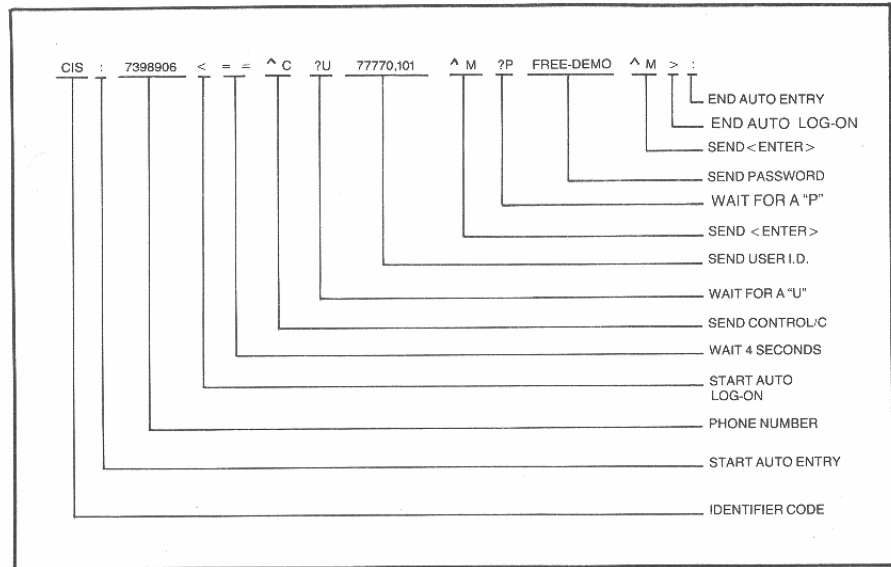 CIS : 7398906 < = = ^ C ?U 77770,101 ^ M ?P FREE-DEMO ^ M > :
END AUTO ENTRY
END AUTO LOG-ON
SEND <ENTER>
SEND PASSWORD
WAIT FOR A "P"
SEND <ENTER>
SEND USER I.D.
WAIT FOR A "U"
SEND CONTROL/C
WAIT 4 SECONDS
START AUTO
LOG-ON
PHONE NUMBER
START AUTO ENTRY
IDENTIFIER CODE